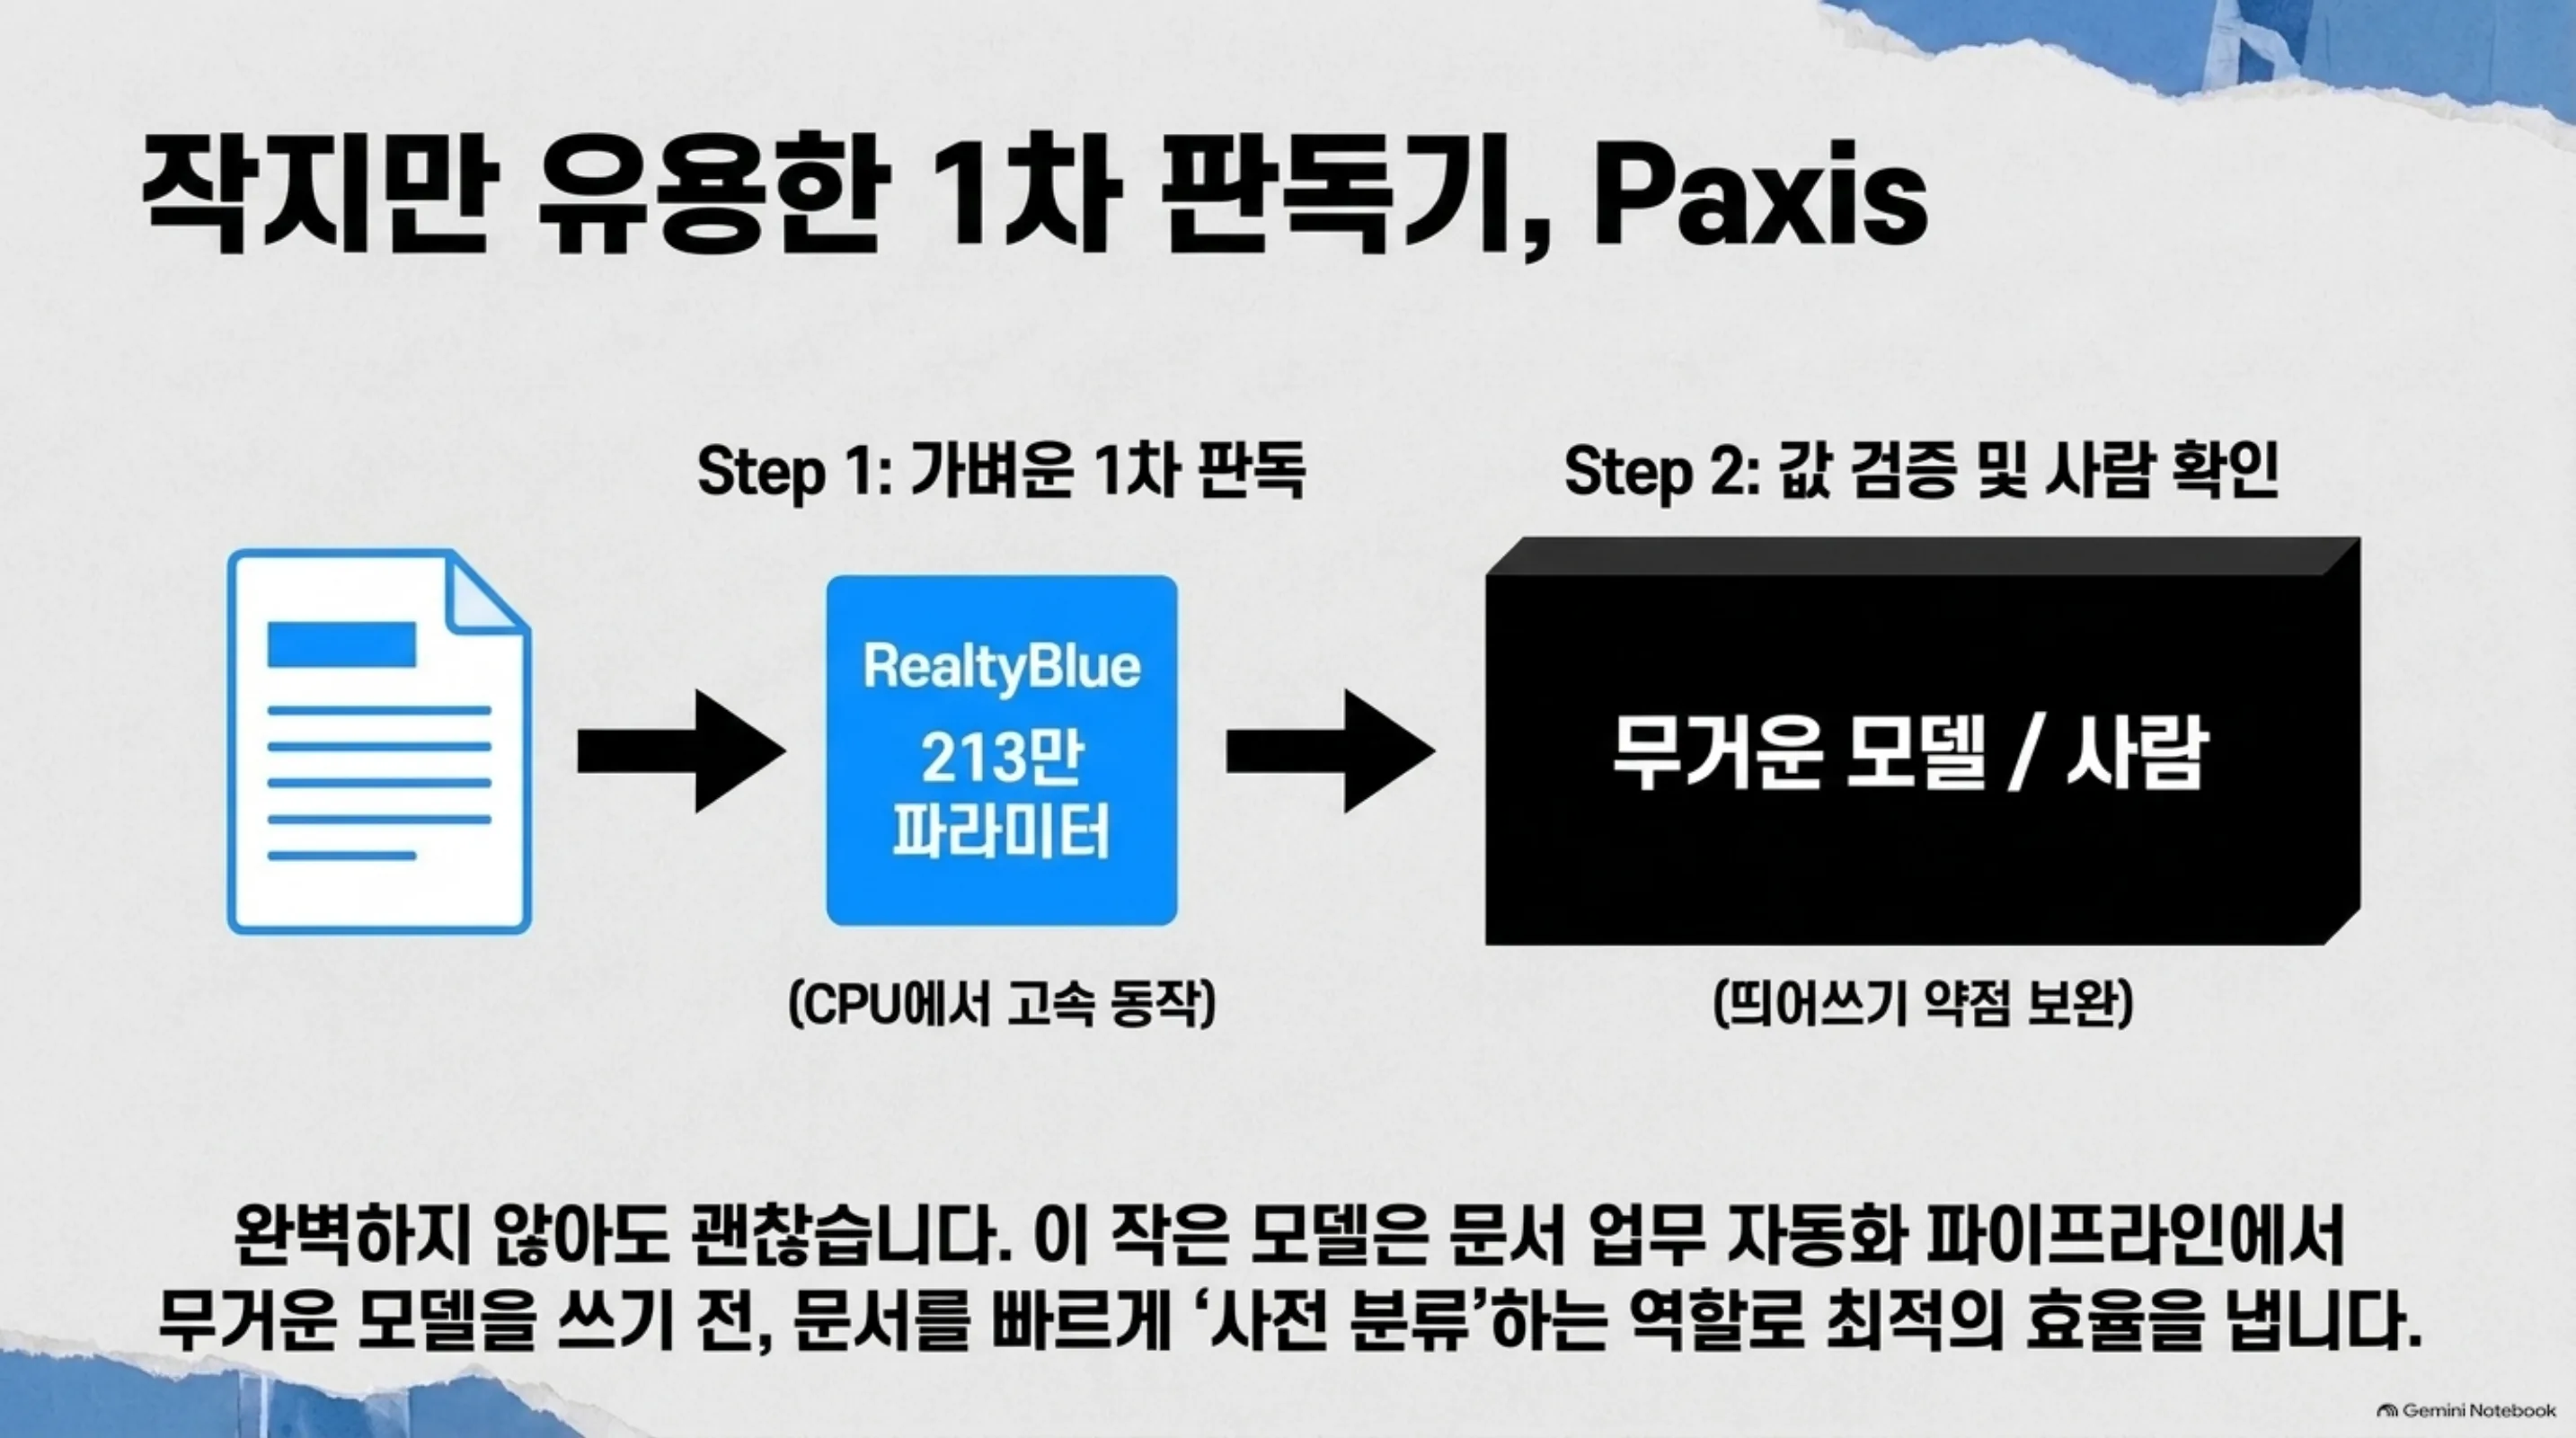 작지만 유용한 1차 판독기, Paxis
Step 1: 가벼운 1차 판독
Step 2: 값 검증 및 사람 확인
RealtyBlue
213만
파라미터
무거운 모델 / 사람
(CPU에서 고속 동작)
(띄어쓰기 약점 보완)
완벽하지 않아도 괜찮습니다. 이 작은 모델은 문서 업무 자동화 파이프라인에서
무거운 모델을 쓰기 전, 문서를 빠르게 ‘사전 분류’하는 역할로 최적의 효율을 냅니다.
Gemini Notebook